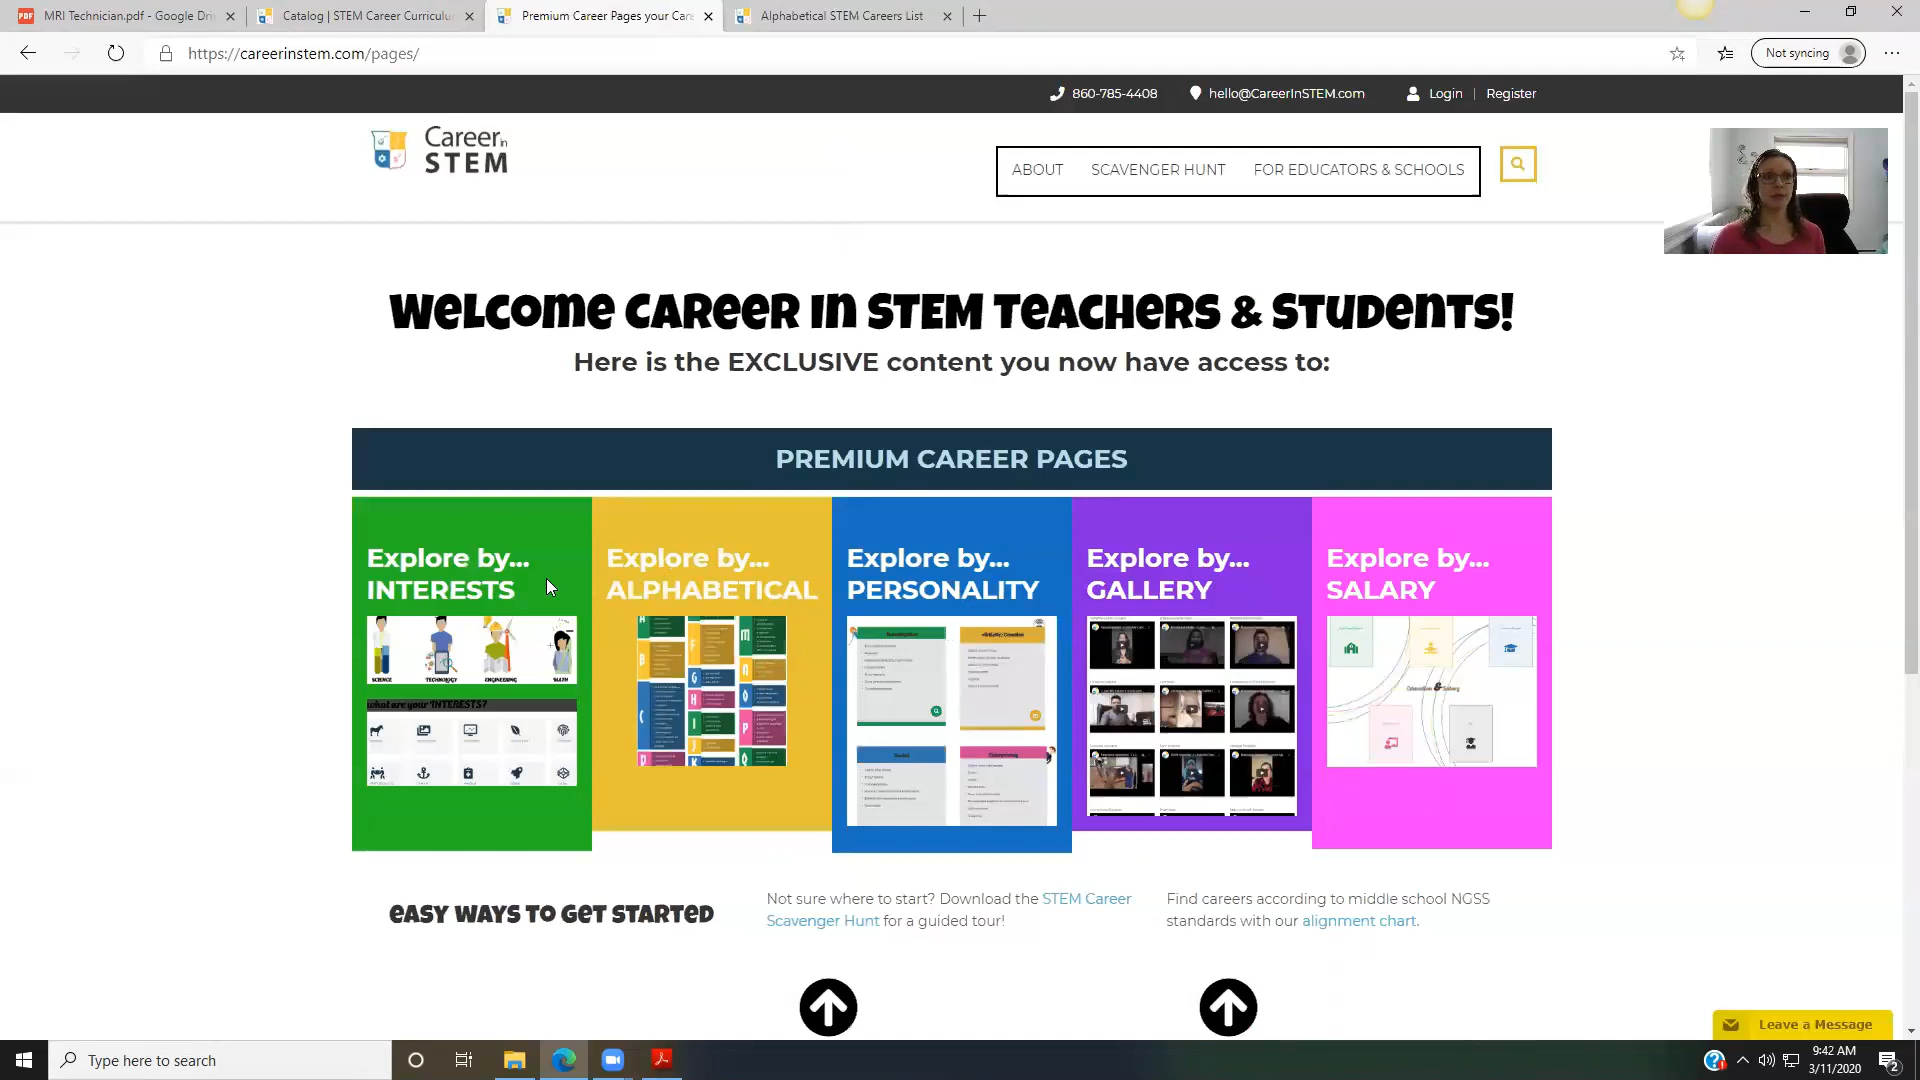 MRI Technician.pdf - Google Dri
Catalog | STEM Career Curriculu
Premium Career Pages your Care
Alphabetical STEM Careers List
https://careerinstem.com/pages/
Not syncing
860-785-4408
hello@CareerInSTEM.com
Login | Register
Career in
STEM
ABOUT
SCAVENGER HUNT
FOR EDUCATORS & SCHOOLS
Welcome Career in STEM Teachers & Students!
Here is the EXCLUSIVE content you now have access to:
PREMIUM CAREER PAGES
Explore by...
INTERESTS
SCIENCE
TECHNOLOGY
ENGINEERING
MATH
what are your INTERESTS?
Explore by...
ALPHABETICAL
Explore by...
PERSONALITY
Explore by...
GALLERY
Explore by...
SALARY
Education & Salary
EASY WAYS TO GET STARTED
Not sure where to start? Download the STEM Career
Scavenger Hunt for a guided tour!
Find careers according to middle school NGSS
standards with our alignment chart.
Leave a Message
Type here to search
9:42 AM
3/11/2020
2